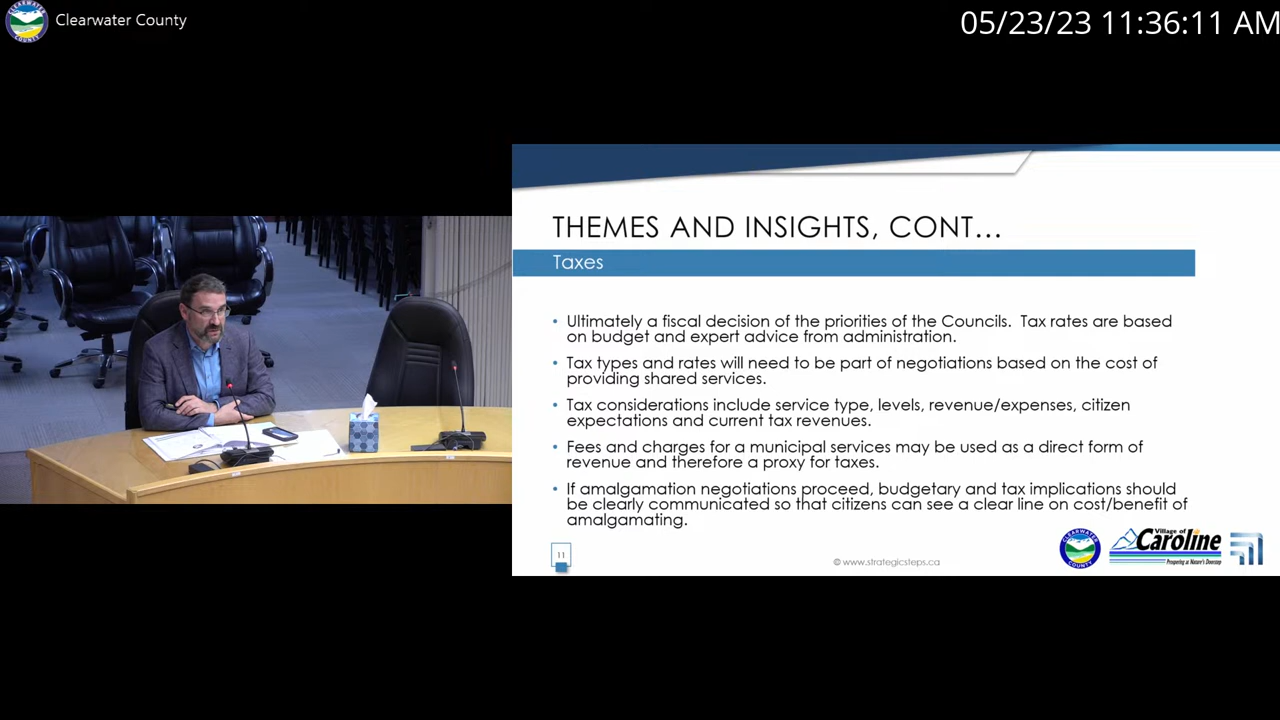 Clearwater County
05/23/23 11:36:11 AM
THEMES AND INSIGHTS, CONT...
Taxes
• Ultimately a fiscal decision of the priorities of the Councils. Tax rates are based
on budget and expert advice from administration.
• Tax types and rates will need to be part of negotiations based on the cost of
providing shared services.
• Tax considerations include service type, levels, revenue/expenses, citizen
expectations and current tax revenues.
• Fees and charges for a municipal services may be used as a direct form of
revenue and therefore a proxy for taxes.
• If amalgamation negotiations proceed, budgetary and tax implications should
be clearly communicated so that citizens can see a clear line on cost/benefit of
amalgamating.
11
© www.strategicsteps.ca
CLEARWATER
COUNTY
Village of
Caroline
Prospering at Nature's Doorstep